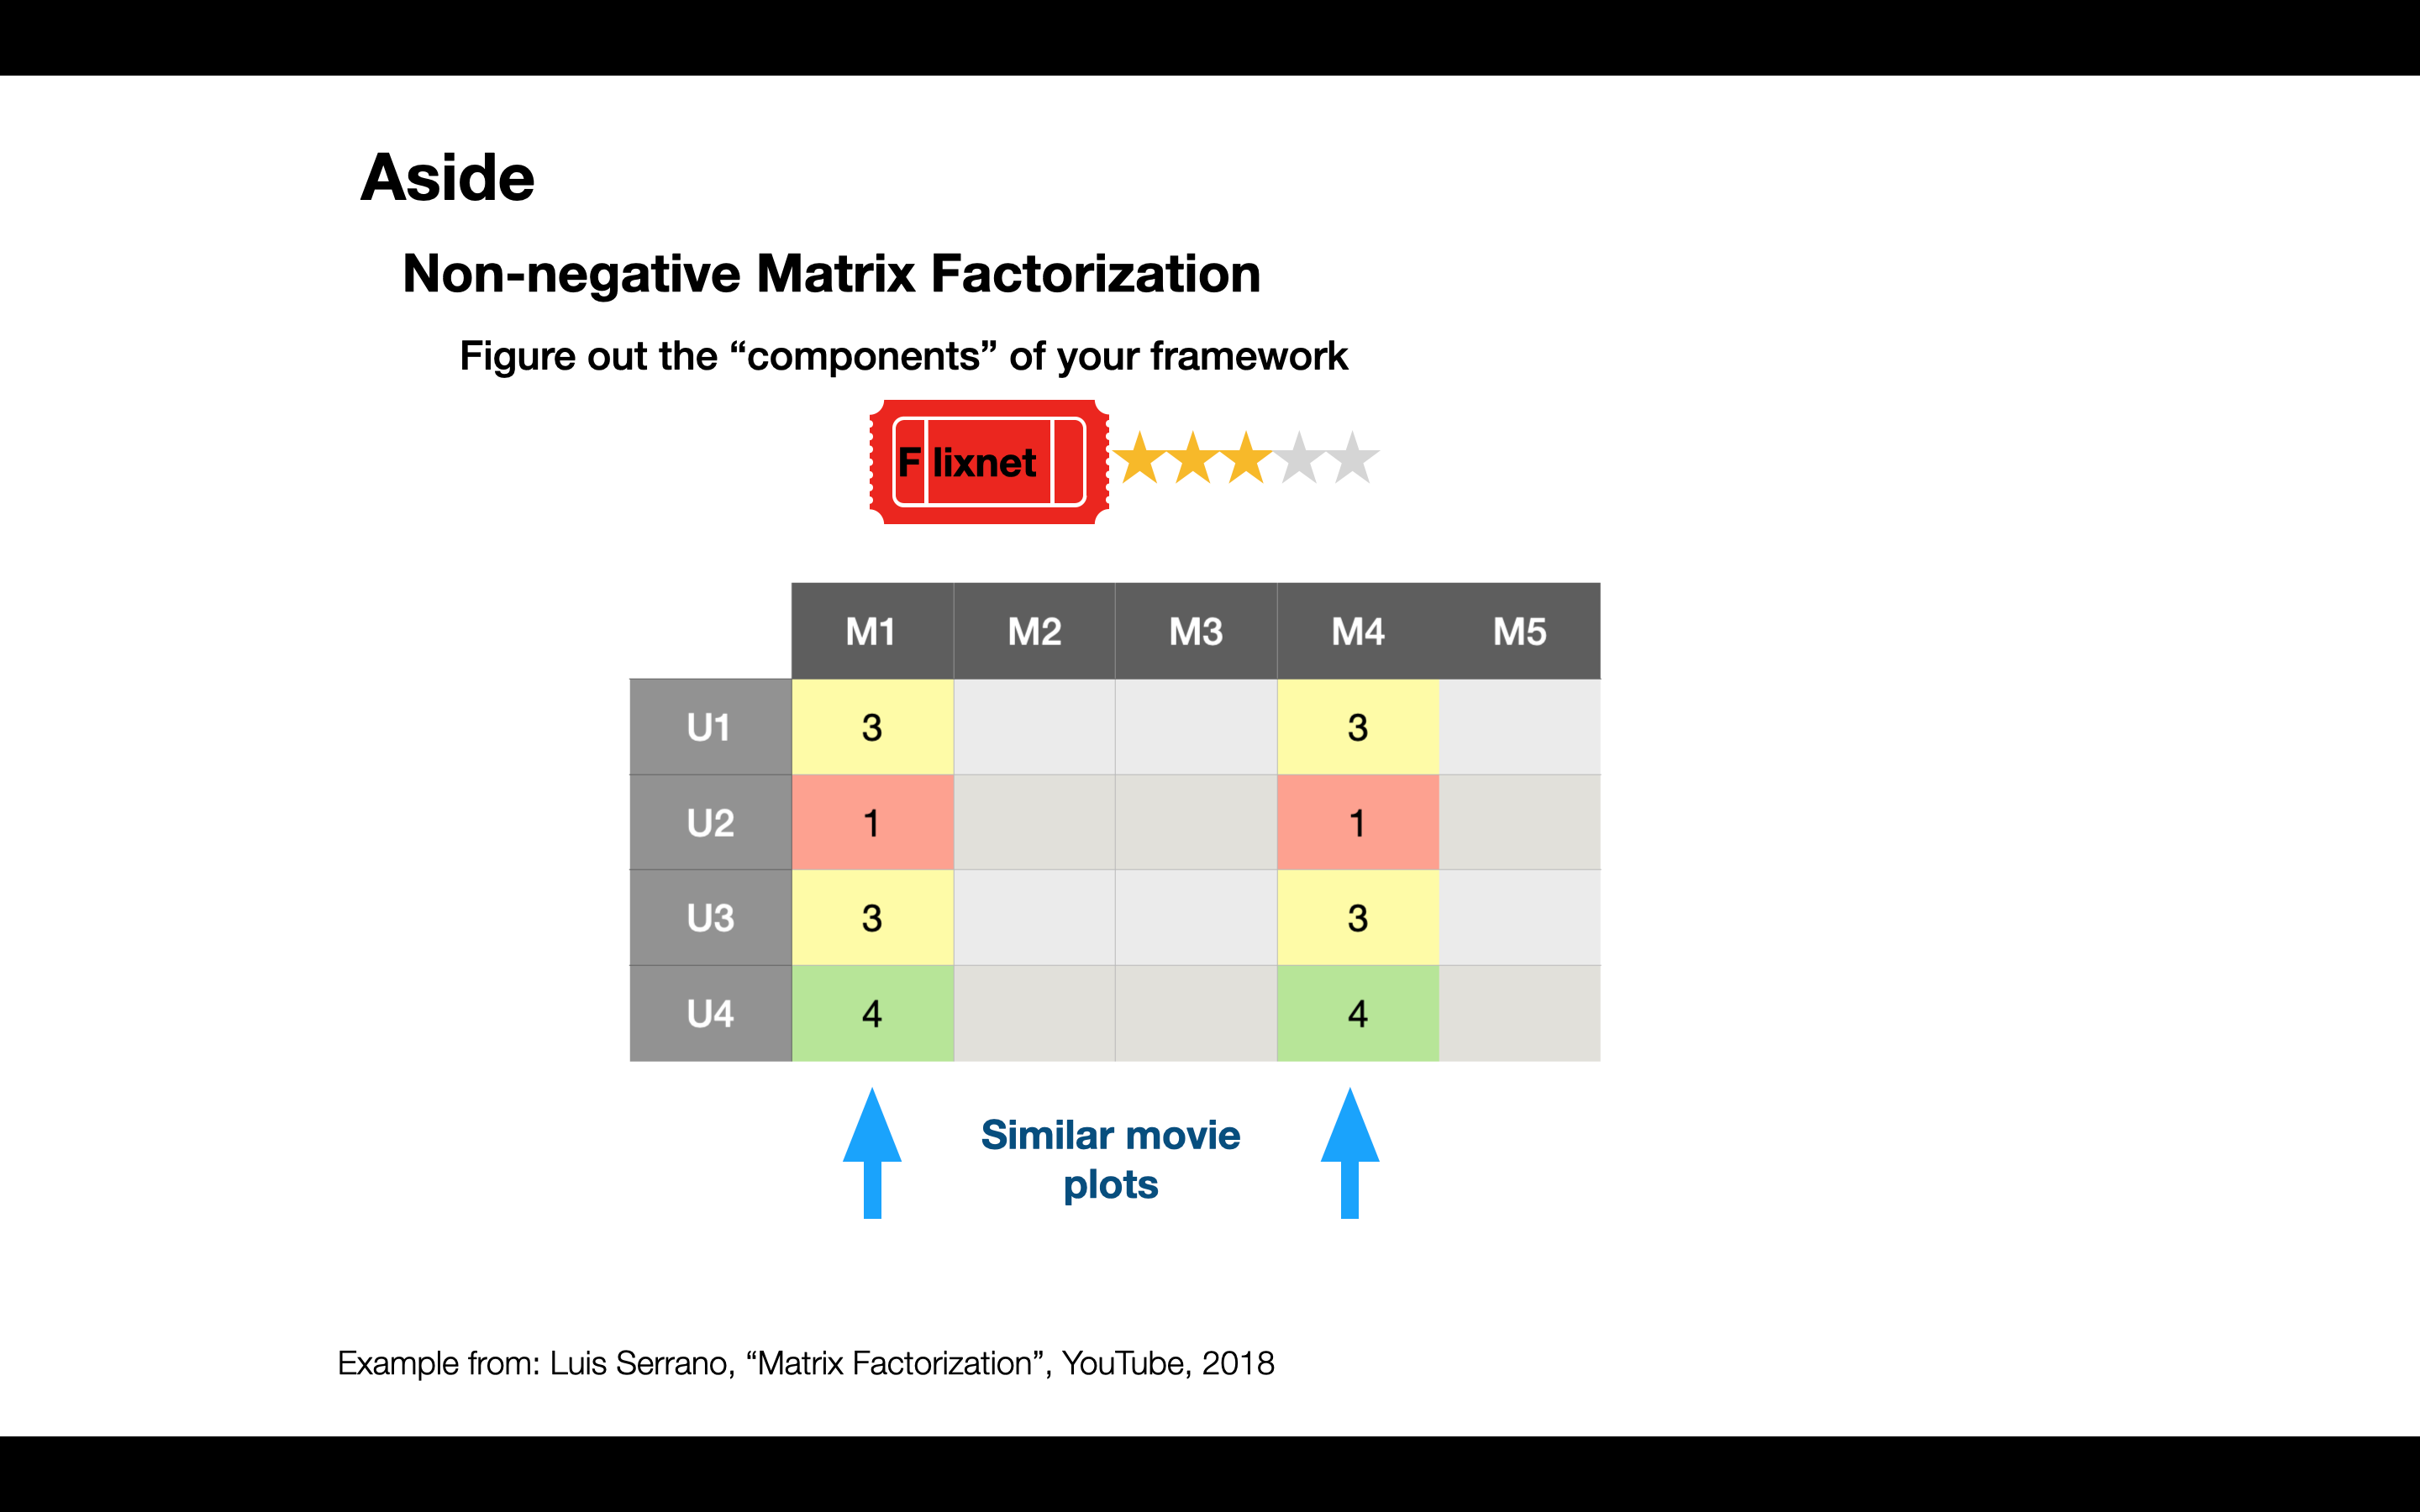 Aside
Non-negative Matrix Factorization
Figure out the “components” of your framework
F lixnet
M1 M2 M3 M4 M5
U1 3 3
U2 1 1
U3 3 3
U4 4 4
Similar movie
plots
Example from: Luis Serrano, “Matrix Factorization”, YouTube, 2018